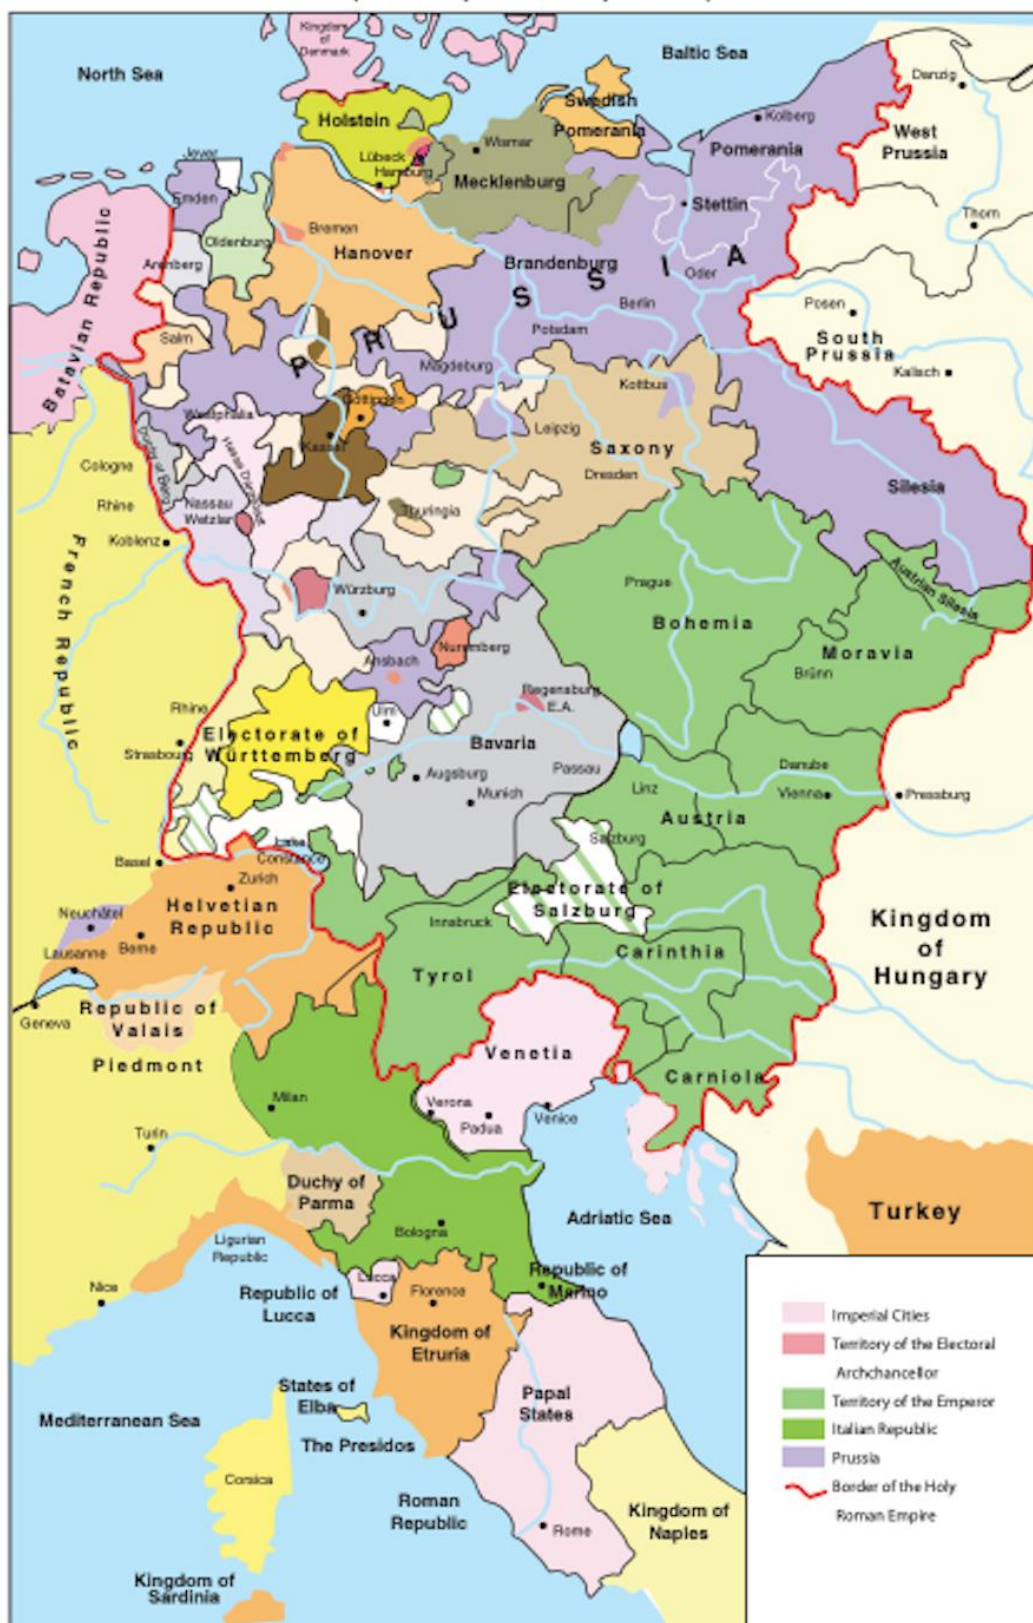 Kingdom
of
Denmark
Baltic Sea
North Sea
Danzig
Swedish
Pomerania
Holstein
Kolberg
West
Prussia
Wismar
Pomerania
Jever
Lübeck
Hamburg
Mecklenburg
Emden
Stettin
Thorn
Bremen
Oldenburg
Hanover
Arenberg
Brandenburg
Oder
PRUSSIA
Batavian Republic
Berlin
Posen
Potsdam
Salm
South
Prussia
Magdeburg
Kalisch
Kottbus
Göttingen
Westphalia
Leipzig
Kassel
Saxony
Duchy of Berg
Cologne
Dresden
Silesia
Rhine
Nassau
Wetzlar
Touringia
Koblenz
French Republic
Austrian Silesia
Würzburg
Prague
Bohemia
Moravia
Nuremberg
Ansbach
Brünn
Regensburg
E.A.
Rhine
Ulm
Electorate of
Württemberg
Strasbourg
Bavaria
Augsburg
Passau
Danube
Munich
Linz
Vienna
Pressburg
Austria
Salzburg
Lake
Constance
Basel
Zurich
Electorate of
Salzburg
Neuchâtel
Helvetian
Republic
Innsbruck
Kingdom
of
Hungary
Lausanne
Berne
Carinthia
Tyrol
Geneva
Republic of
Valais
Piedmont
Venetia
Carniola
Milan
Verona
Padua
Venice
Turin
Duchy of
Parma
Adriatic Sea
Turkey
Bologna
Ligurian
Republic
Nice
Republic of
Lucca
Lucca
Florence
Republic of
Marino
Kingdom of
Etruria
States of
Elba
Papal
States
Mediterranean Sea
The Presidos
Corsica
Roman
Republic
Rome
Kingdom of
Naples
Kingdom of
Sardinia
Imperial Cities
Territory of the Electoral
Archchancellor
Territory of the Emperor
Italian Republic
Prussia
Border of the Holy
Roman Empire